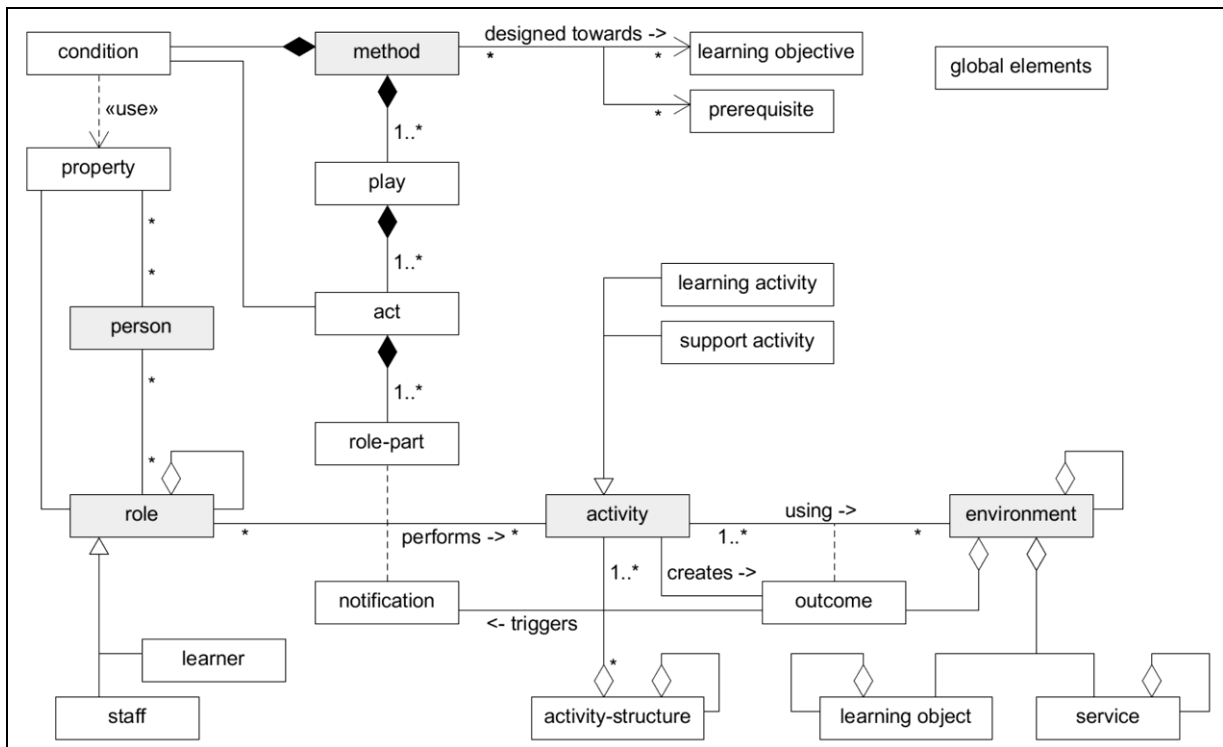 condition
method
designed towards ->
*
*
learning objective
global elements
«use»
*
prerequisite
1..*
property
play
*
*
1..*
learning activity
person
act
support activity
*
1..*
role-part
*
role
activity
using ->
environment
*
performs -> *
1..*
*
1..*
creates ->
notification
outcome
<- triggers
learner
*
staff
activity-structure
learning object
service